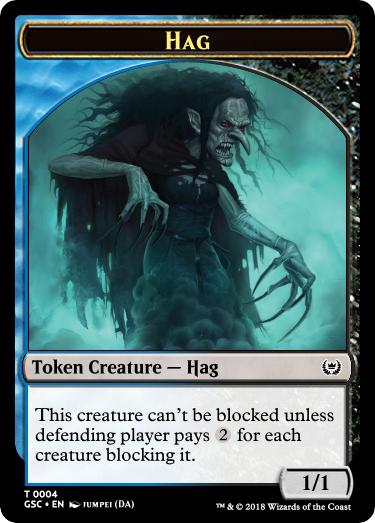 HAG
Token Creature — Hag
This creature can't be blocked unless
defending player pays 2 for each
creature blocking it.
1/1
T 0004
GSC • EN JUMPEI (DA)
™ & © 2018 Wizards of the Coast